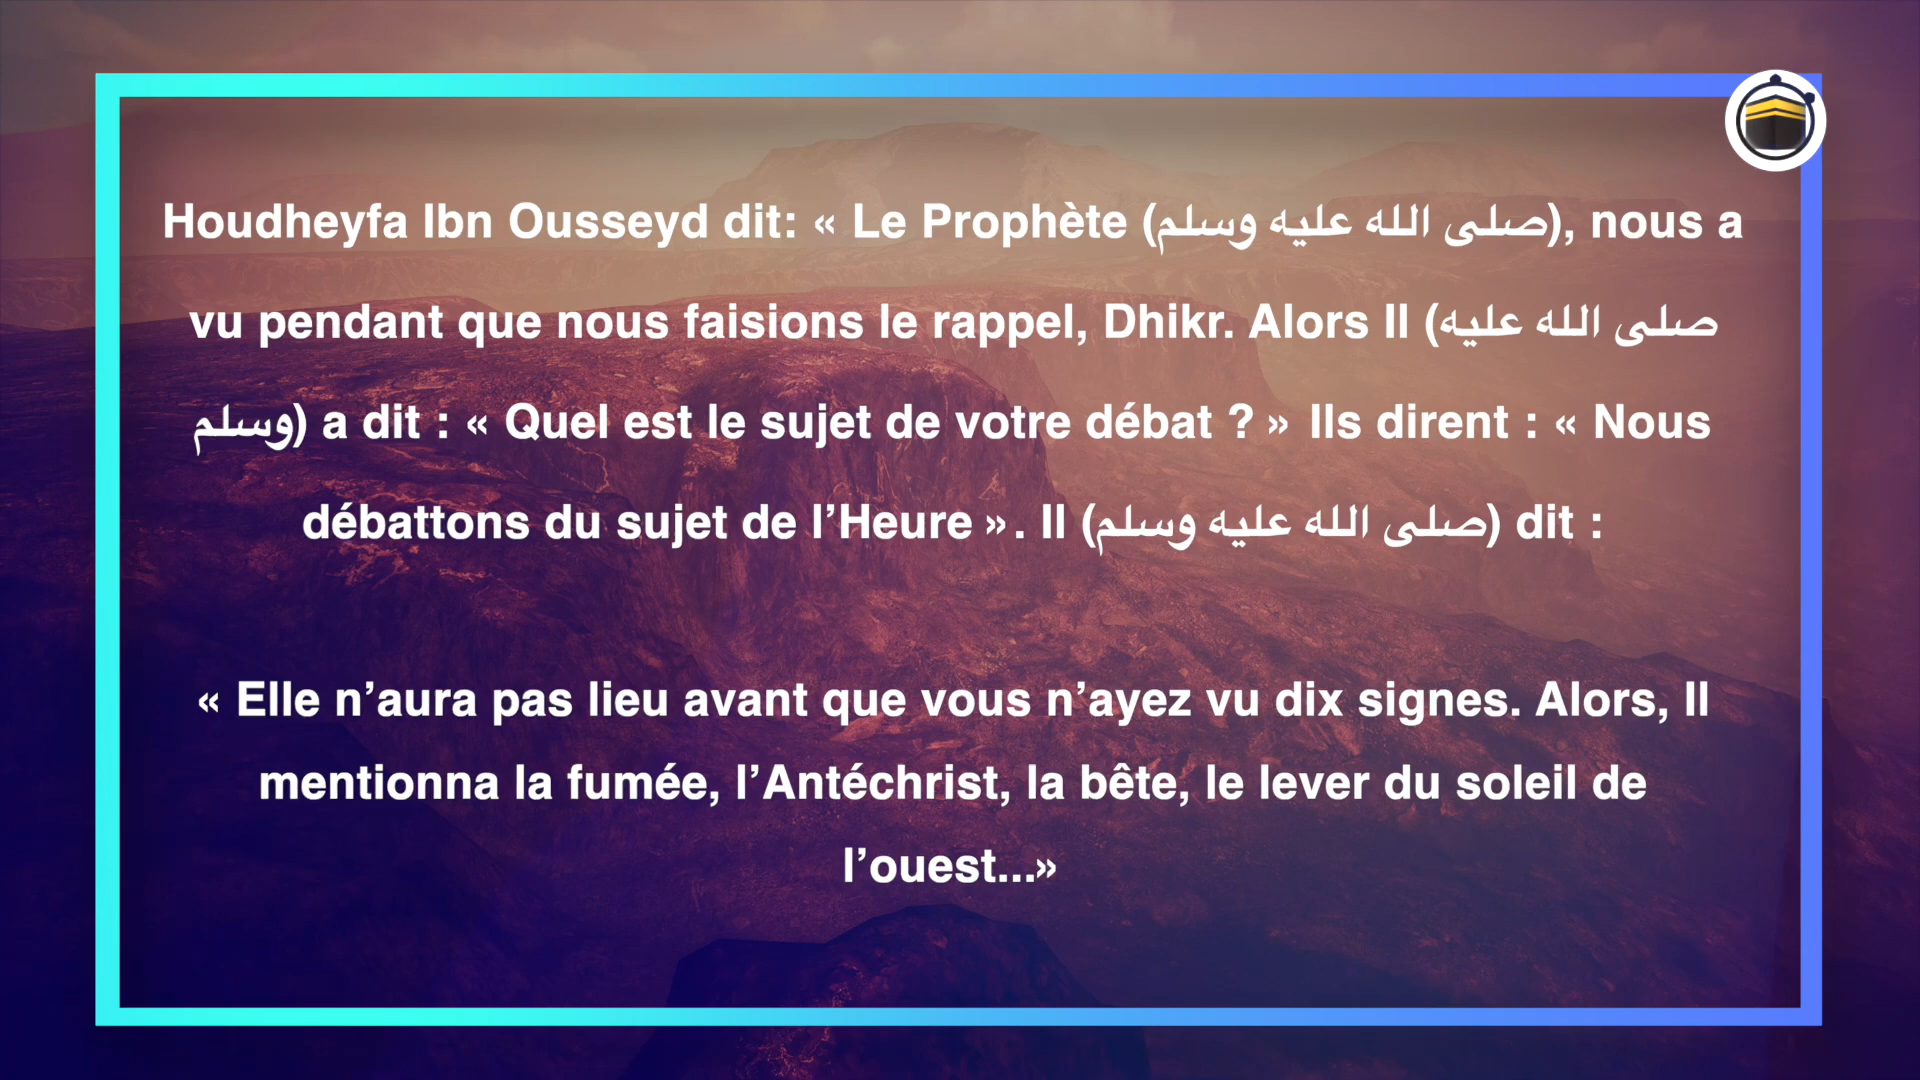 Houdheyfa Ibn Ousseyd dit: « Le Prophète (صلى الله عليه وسلم), nous a
vu pendant que nous faisions le rappel, Dhikr. Alors Il (صلى الله عليه
وسلم) a dit : « Quel est le sujet de votre débat ? » Ils dirent : « Nous
débattons du sujet de l’Heure ». Il (صلى الله عليه وسلم) dit :
« Elle n’aura pas lieu avant que vous n’ayez vu dix signes. Alors, Il
mentionna la fumée, l’Antéchrist, la bête, le lever du soleil de
l’ouest...»